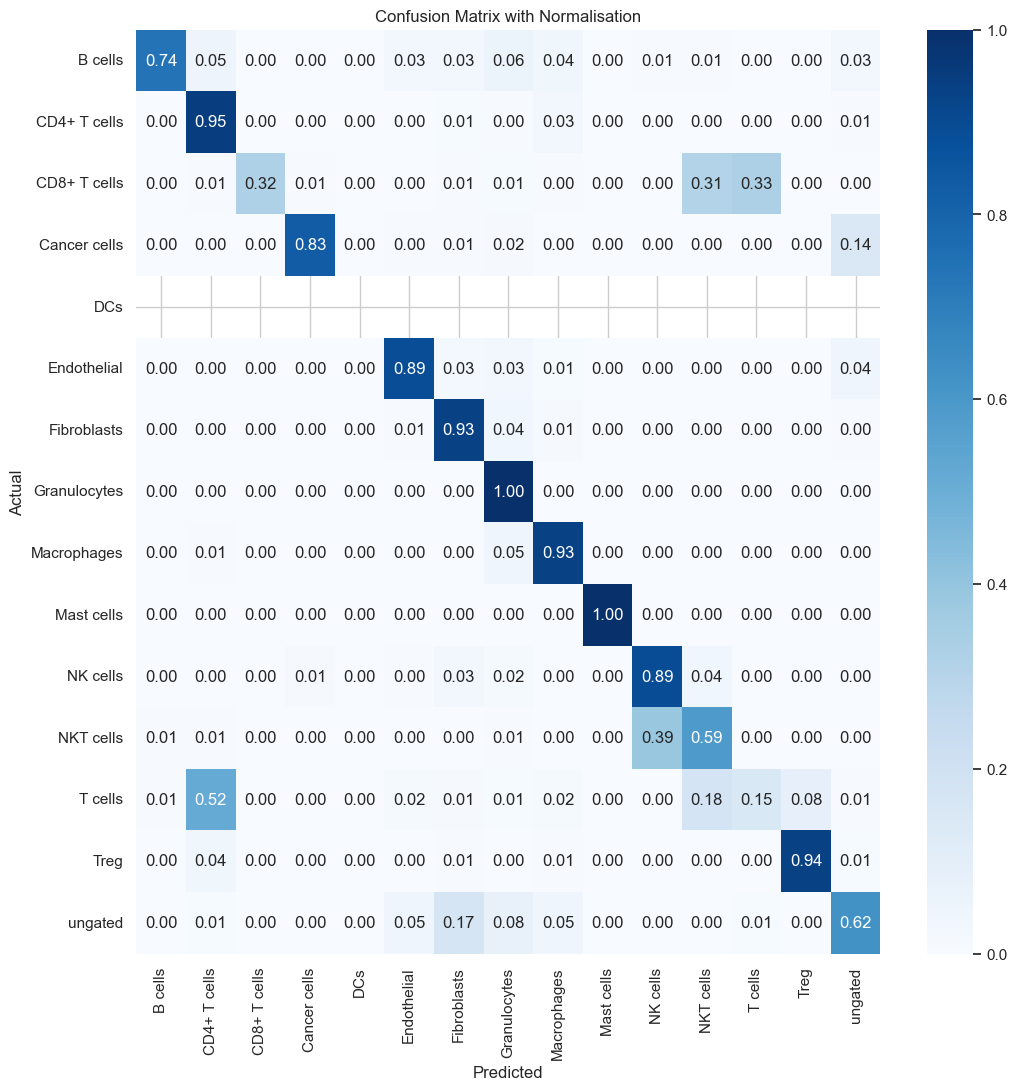 Confusion Matrix with Normalisation
B cells 0.74 0.05 0.00 0.00 0.00 0.03 0.03 0.06 0.04 0.00 0.01 0.01 0.00 0.00 0.03
CD4+ T cells 0.00 0.95 0.00 0.00 0.00 0.00 0.01 0.00 0.03 0.00 0.00 0.00 0.00 0.00 0.01
CD8+ T cells 0.00 0.01 0.32 0.01 0.00 0.00 0.01 0.01 0.00 0.00 0.00 0.31 0.33 0.00 0.00
Cancer cells 0.00 0.00 0.00 0.83 0.00 0.00 0.01 0.02 0.00 0.00 0.00 0.00 0.00 0.00 0.14
DCs
Endothelial 0.00 0.00 0.00 0.00 0.00 0.89 0.03 0.03 0.01 0.00 0.00 0.00 0.00 0.00 0.04
Fibroblasts 0.00 0.00 0.00 0.00 0.00 0.01 0.93 0.04 0.01 0.00 0.00 0.00 0.00 0.00 0.00
Granulocytes 0.00 0.00 0.00 0.00 0.00 0.00 0.00 1.00 0.00 0.00 0.00 0.00 0.00 0.00 0.00
Macrophages 0.00 0.01 0.00 0.00 0.00 0.00 0.00 0.05 0.93 0.00 0.00 0.00 0.00 0.00 0.00
Mast cells 0.00 0.00 0.00 0.00 0.00 0.00 0.00 0.00 0.00 1.00 0.00 0.00 0.00 0.00 0.00
NK cells 0.00 0.00 0.00 0.01 0.00 0.00 0.03 0.02 0.00 0.00 0.89 0.04 0.00 0.00 0.00
NKT cells 0.01 0.01 0.00 0.00 0.00 0.00 0.00 0.01 0.00 0.00 0.39 0.59 0.00 0.00 0.00
T cells 0.01 0.52 0.00 0.00 0.00 0.02 0.01 0.01 0.02 0.00 0.00 0.18 0.15 0.08 0.01
Treg 0.00 0.04 0.00 0.00 0.00 0.00 0.01 0.00 0.01 0.00 0.00 0.00 0.00 0.94 0.01
ungated 0.00 0.01 0.00 0.00 0.00 0.05 0.17 0.08 0.05 0.00 0.00 0.00 0.01 0.00 0.62
Actual
B cells
CD4+ T cells
CD8+ T cells
Cancer cells
DCs
Endothelial
Fibroblasts
Granulocytes
Macrophages
Mast cells
NK cells
NKT cells
T cells
Treg
ungated
Predicted
1.0
0.8
0.6
0.4
0.2
0.0